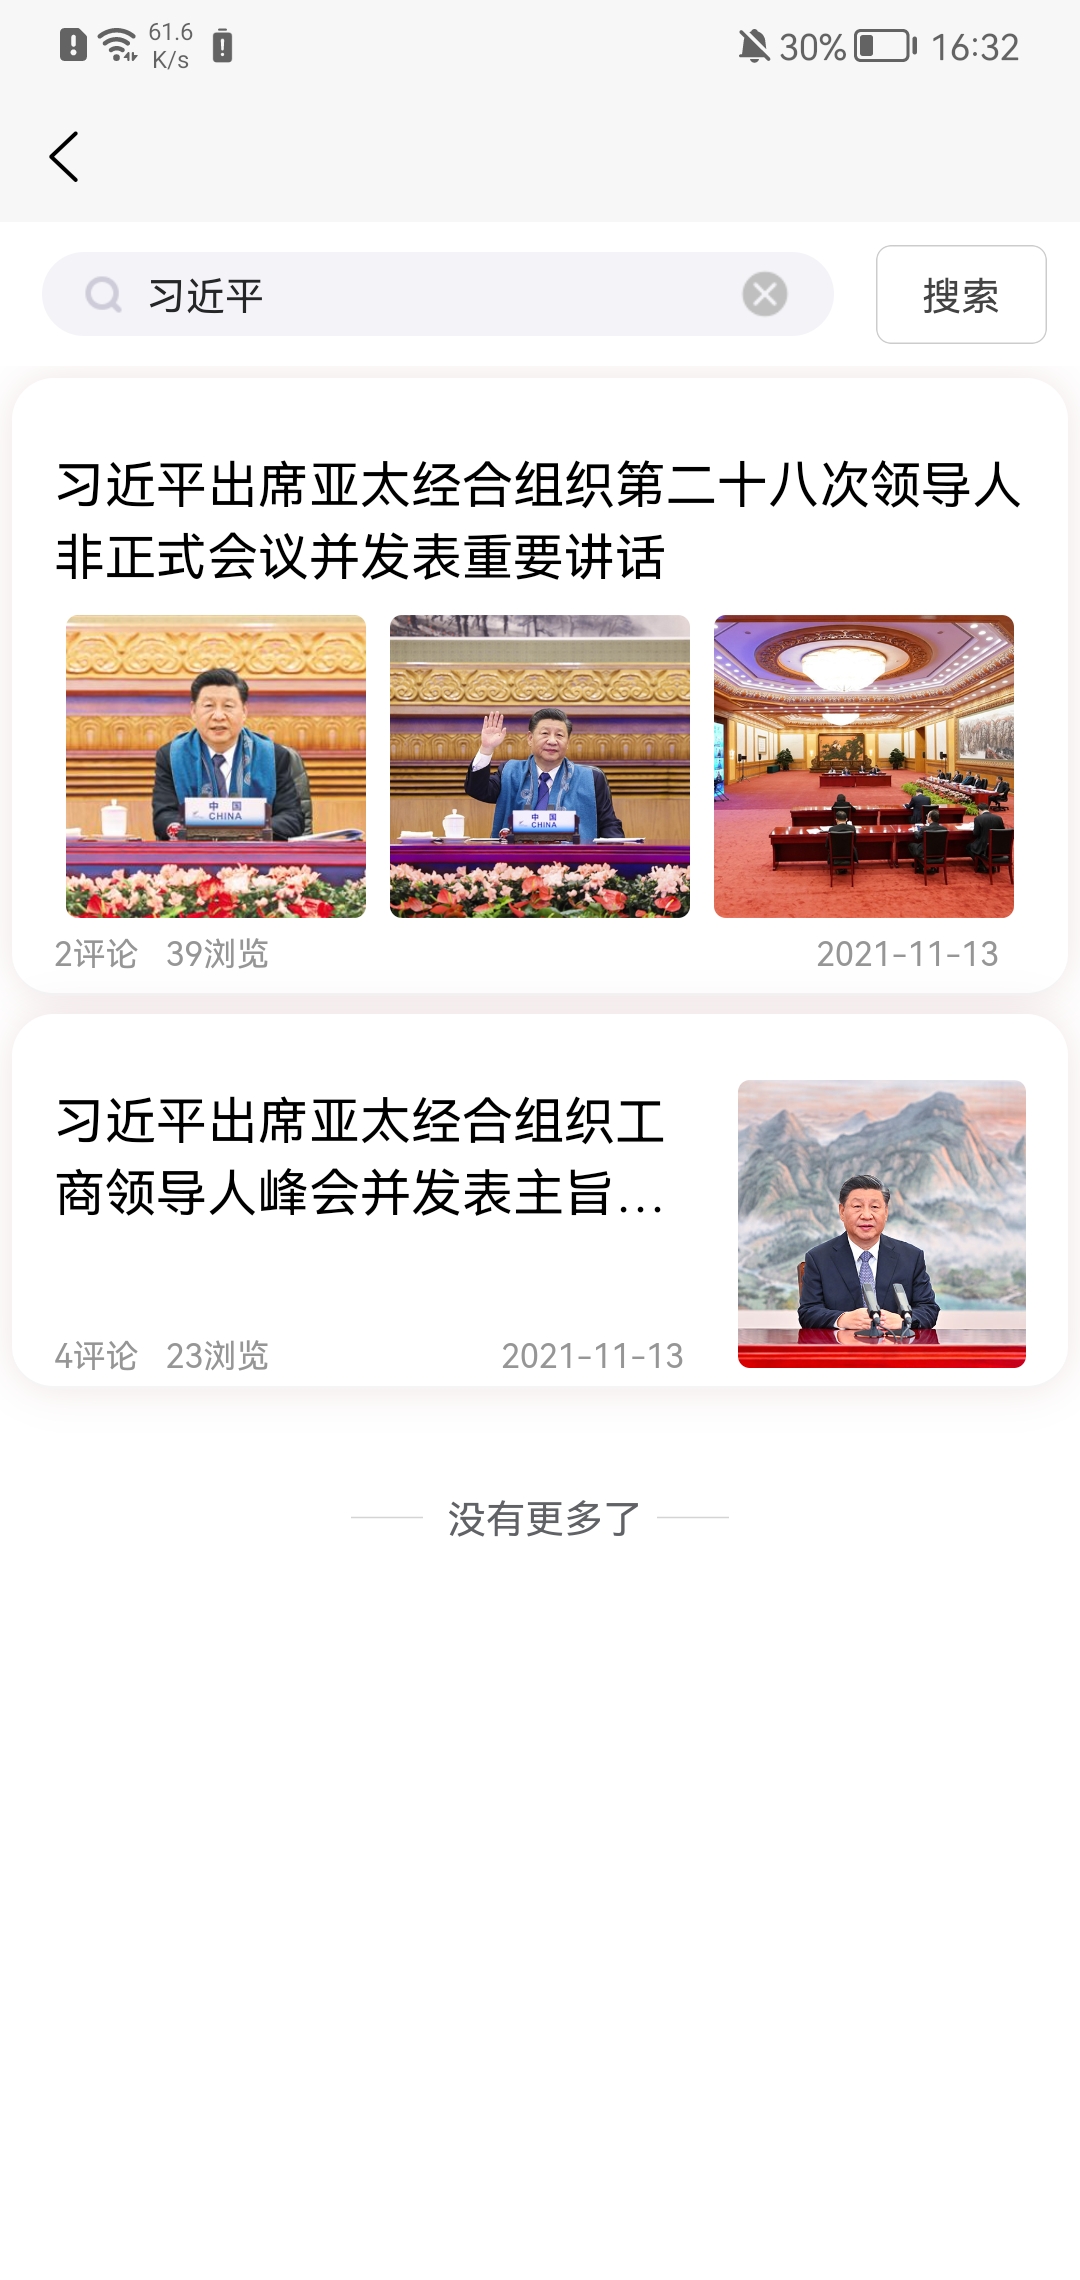 61.6
K/s
30%
16:32
习近平
搜索
习近平出席亚太经合组织第二十八次领导人
非正式会议并发表重要讲话
中 国
CHINA
中 国
CHINA
2评论 39浏览 2021-11-13
习近平出席亚太经合组织工
商领导人峰会并发表主旨...
4评论 23浏览 2021-11-13
没有更多了